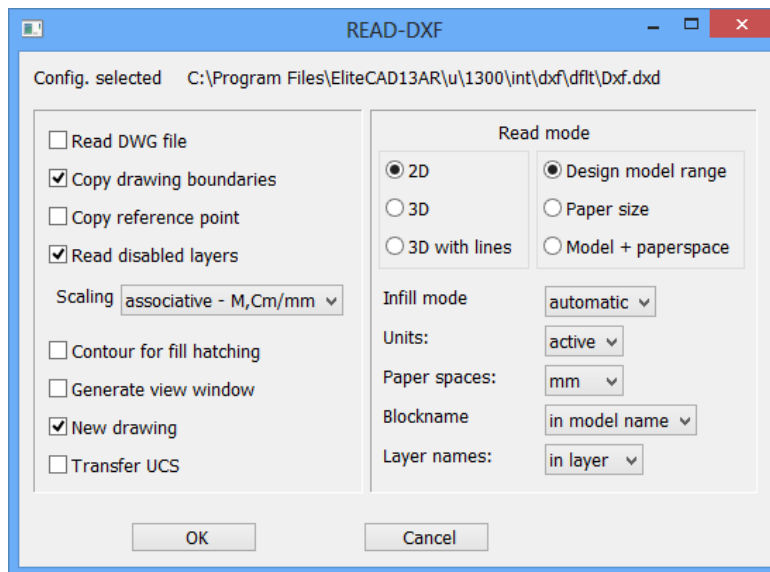 READ-DXF
Config. selected C:\Program Files\EliteCAD13AR\u\1300\int\dxf\dflt\Dxf.dxd
Read DWG file
Copy drawing boundaries
Copy reference point
Read disabled layers
Scaling associative - M,Cm/mm
Contour for fill hatching
Generate view window
New drawing
Transfer UCS
Read mode
2D Design model range
3D Paper size
3D with lines Model + paperspace
Infill mode automatic
Units: active
Paper spaces: mm
Blockname in model name
Layer names: in layer
OK Cancel